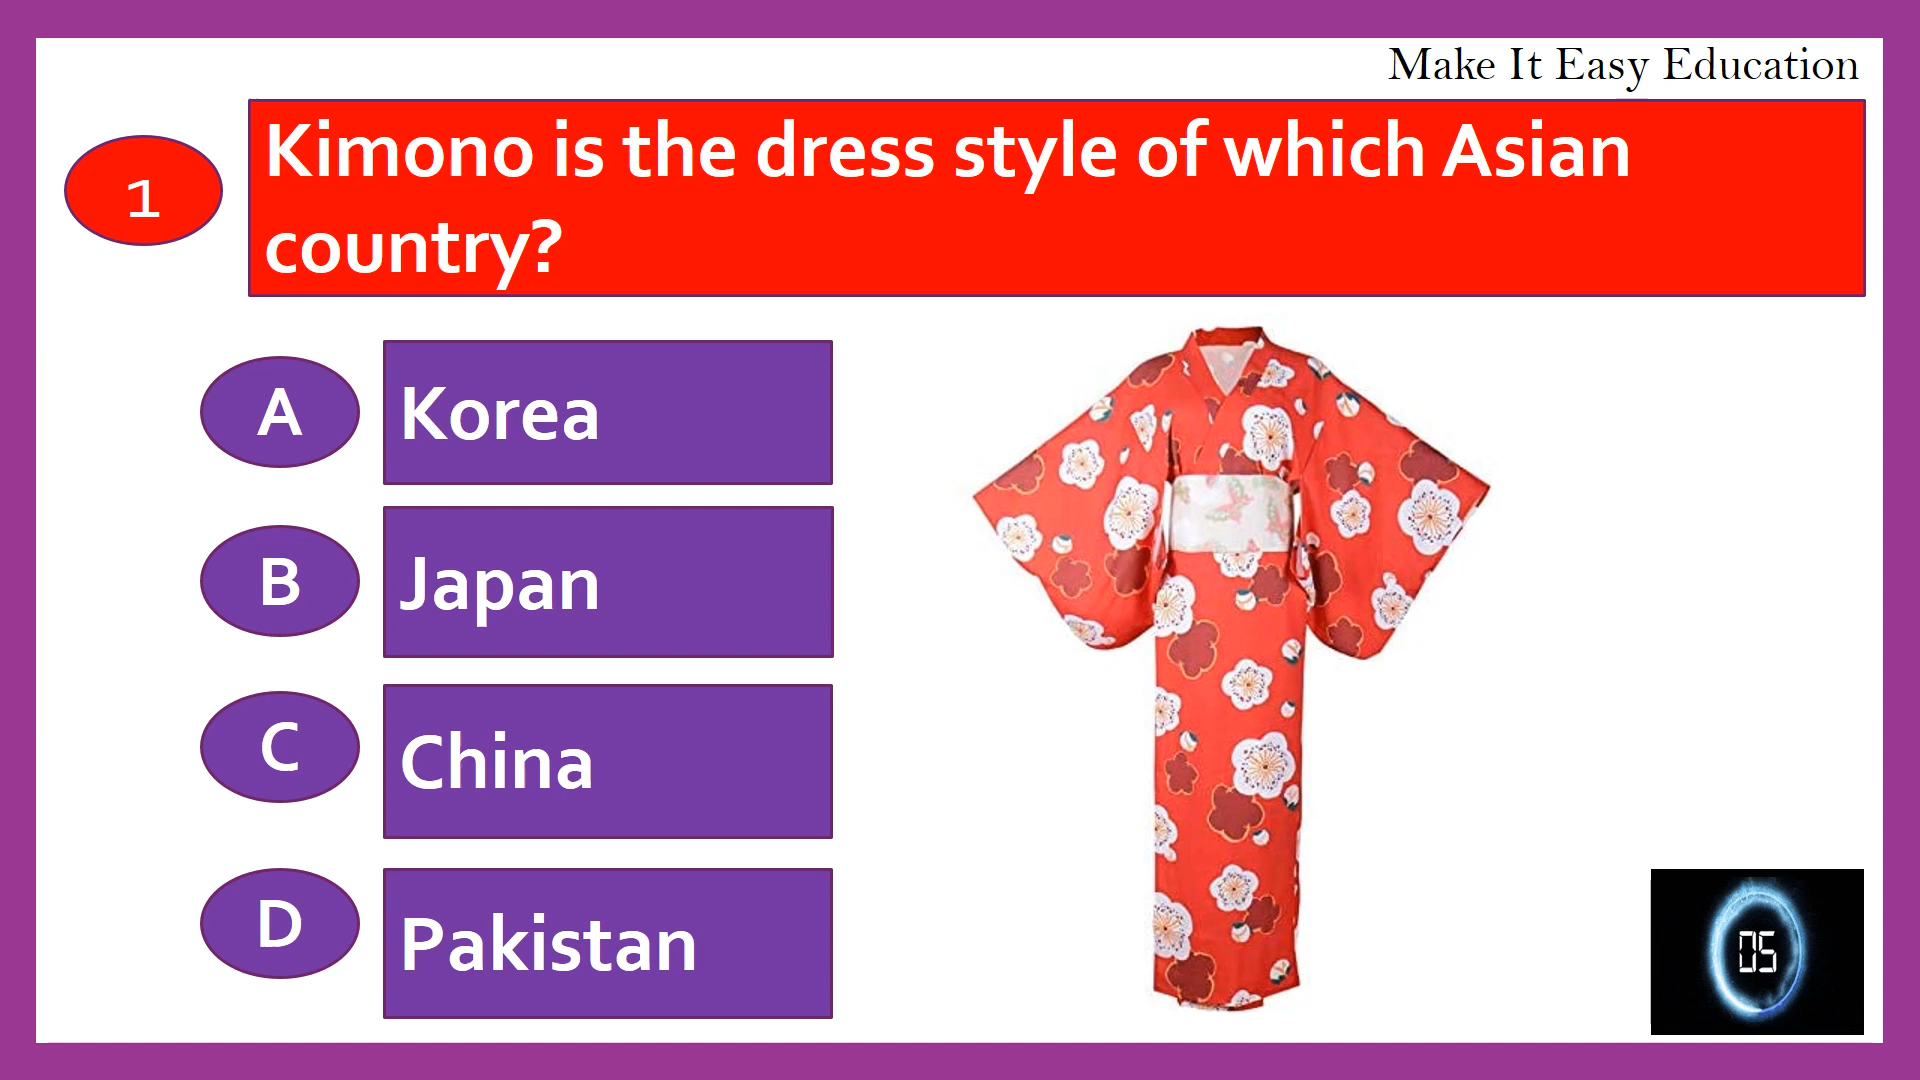 Make It Easy Education
1
Kimono is the dress style of which Asian
country?
A
Korea
B
Japan
C
China
D
Pakistan
05